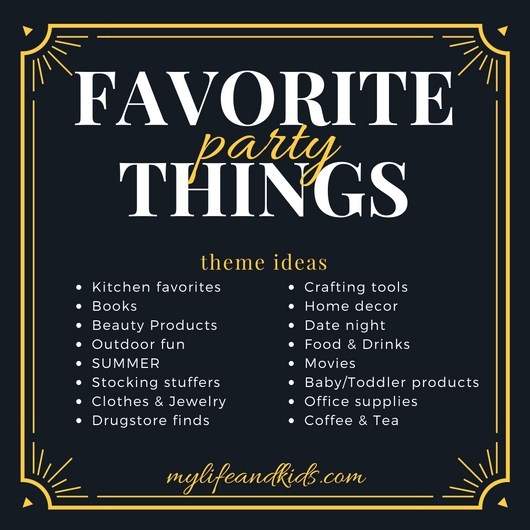 FAVORITE
party
THINGS
theme ideas
• Kitchen favorites
• Books
• Beauty Products
• Outdoor fun
• SUMMER
• Stocking stuffers
• Clothes & Jewelry
• Drugstore finds
• Crafting tools
• Home decor
• Date night
• Food & Drinks
• Movies
• Baby/Toddler products
• Office supplies
• Coffee & Tea
mylifeandkids.com